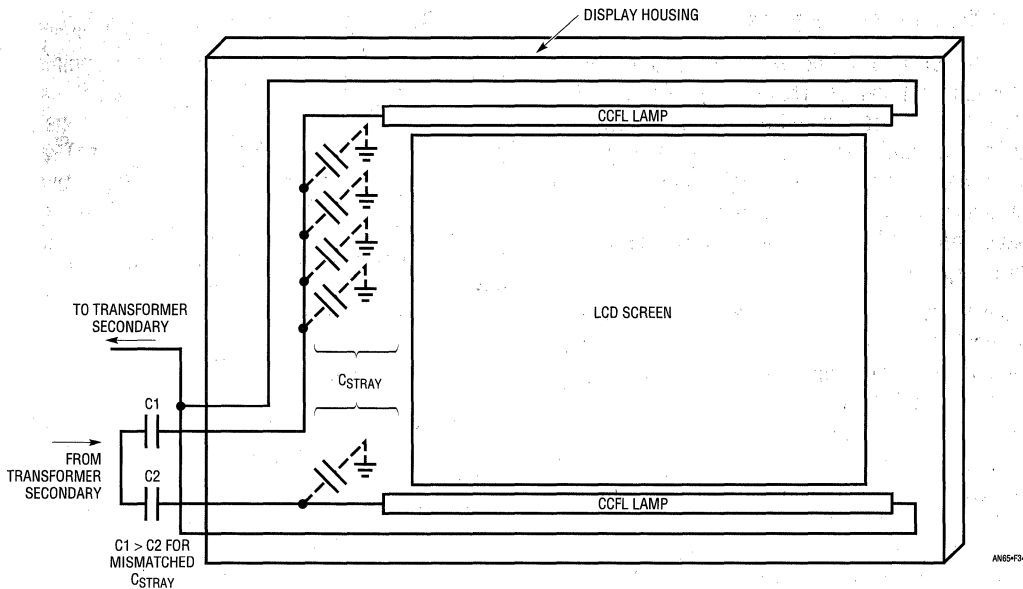 DISPLAY HOUSING
CCFL LAMP
LCD SCREEN
TO TRANSFORMER
SECONDARY
CSTRAY
C1
FROM
TRANSFORMER
SECONDARY
C2
CCFL LAMP
C1 > C2 FOR
MISMATCHED
CSTRAY